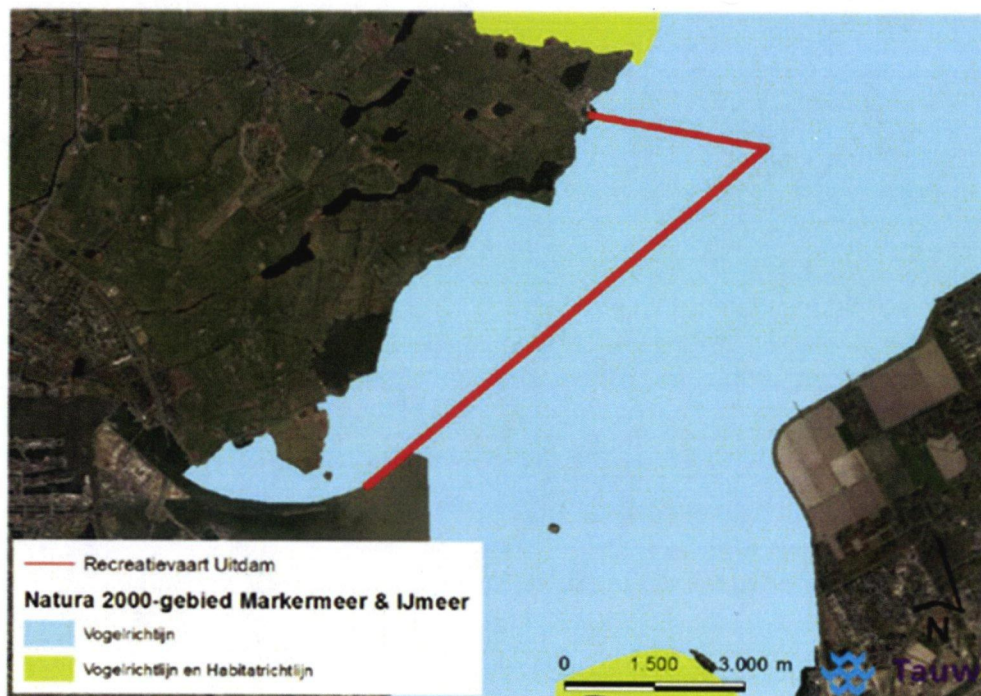 Recreatievaart Uitdam
Natura 2000-gebied Markermeer & IJmeer
Vogelrichtlijn
Vogelrichtlijn en Habitatrichtlijn
0 1.500 3.000 m
N
Tauw